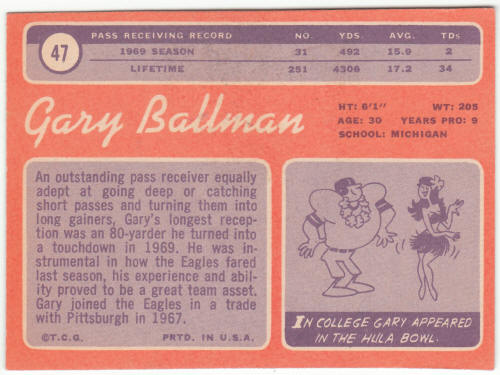 47
PASS RECEIVING RECORD NO. YDS. AVG. TDS
1969 SEASON 31 492 15.9 2
LIFETIME 251 4306 17.2 34
Gary Ballman
HT: 6'1" WT: 205
AGE: 30 YEARS PRO: 9
SCHOOL: MICHIGAN
An outstanding pass receiver equally
adept at going deep or catching
short passes and turning them into
long gainers, Gary's longest recep-
tion was an 80-yarder he turned into
a touchdown in 1969. He was in-
strumental in how the Eagles fared
last season, his experience and abil-
ity proved to be a great team asset.
Gary joined the Eagles in a trade
with Pittsburgh in 1967.
©T.C.G. PRTD. IN U.S.A.
IN COLLEGE GARY APPEARED
IN THE HULA BOWL.